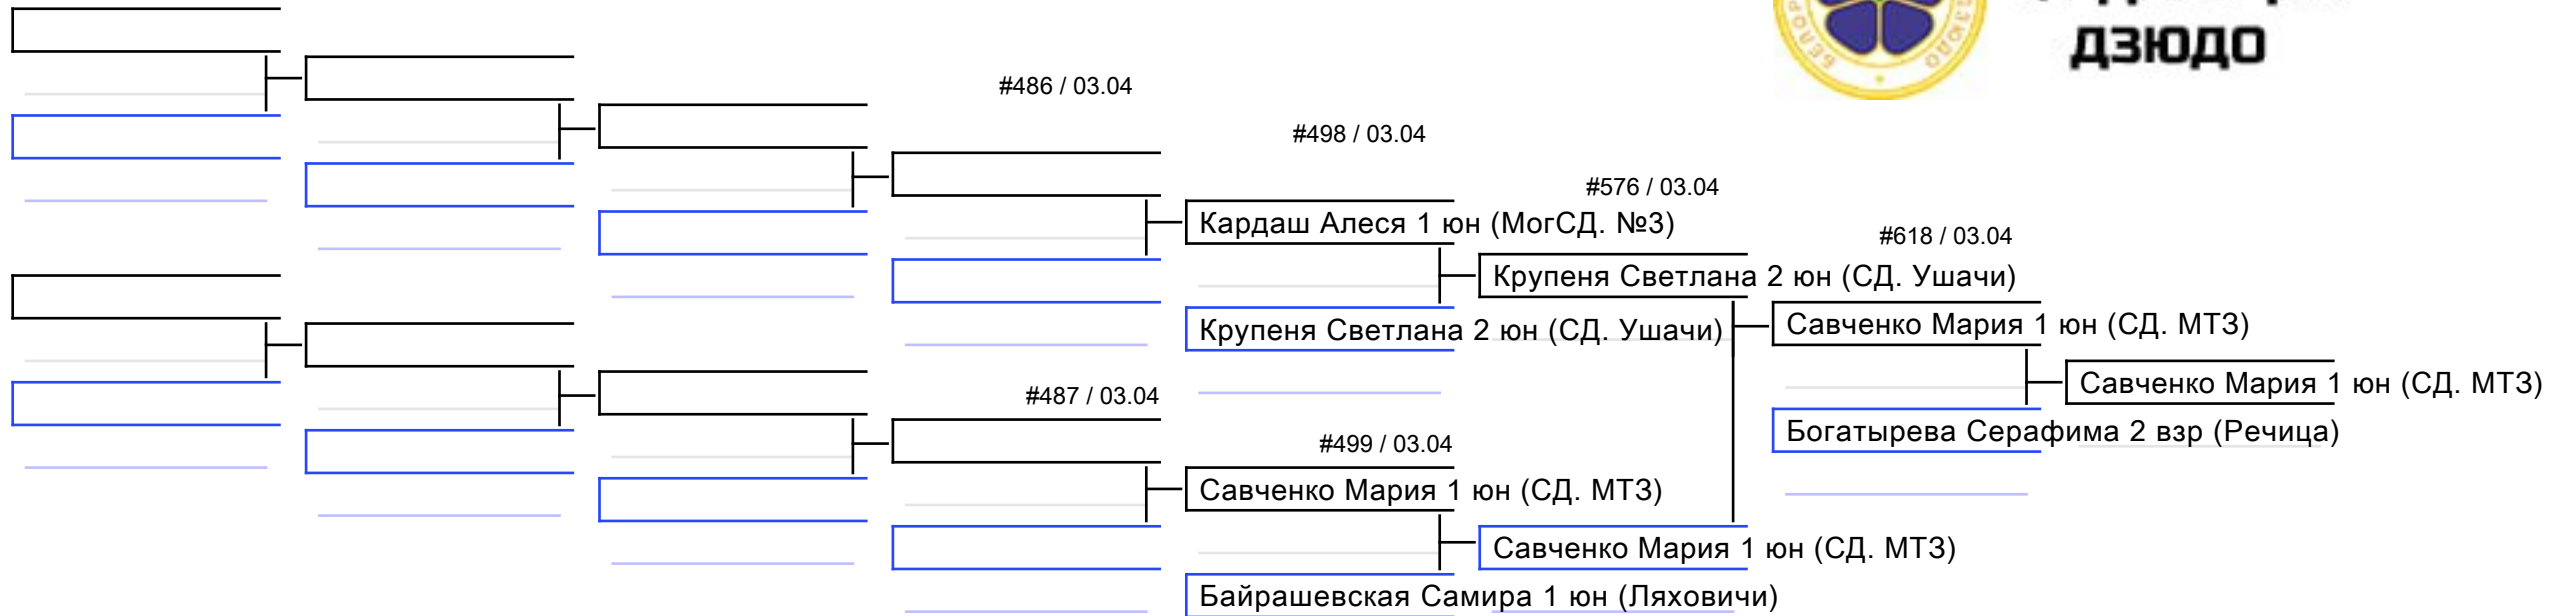 ДЗЮДО
#486 / 03.04
#498 / 03.04
#576 / 03.04
Кардаш Алеся 1 юн (МогСД. №3)
#618 / 03.04
Крупеня Светлана 2 юн (СД. Ушачи)
Крупеня Светлана 2 юн (СД. Ушачи)
Савченко Мария 1 юн (СД. МТЗ)
Савченко Мария 1 юн (СД. МТЗ)
#487 / 03.04
Богатырева Серафима 2 взр (Речица)
#499 / 03.04
Савченко Мария 1 юн (СД. МТЗ)
Савченко Мария 1 юн (СД. МТЗ)
Байрашевская Самира 1 юн (Ляховичи)